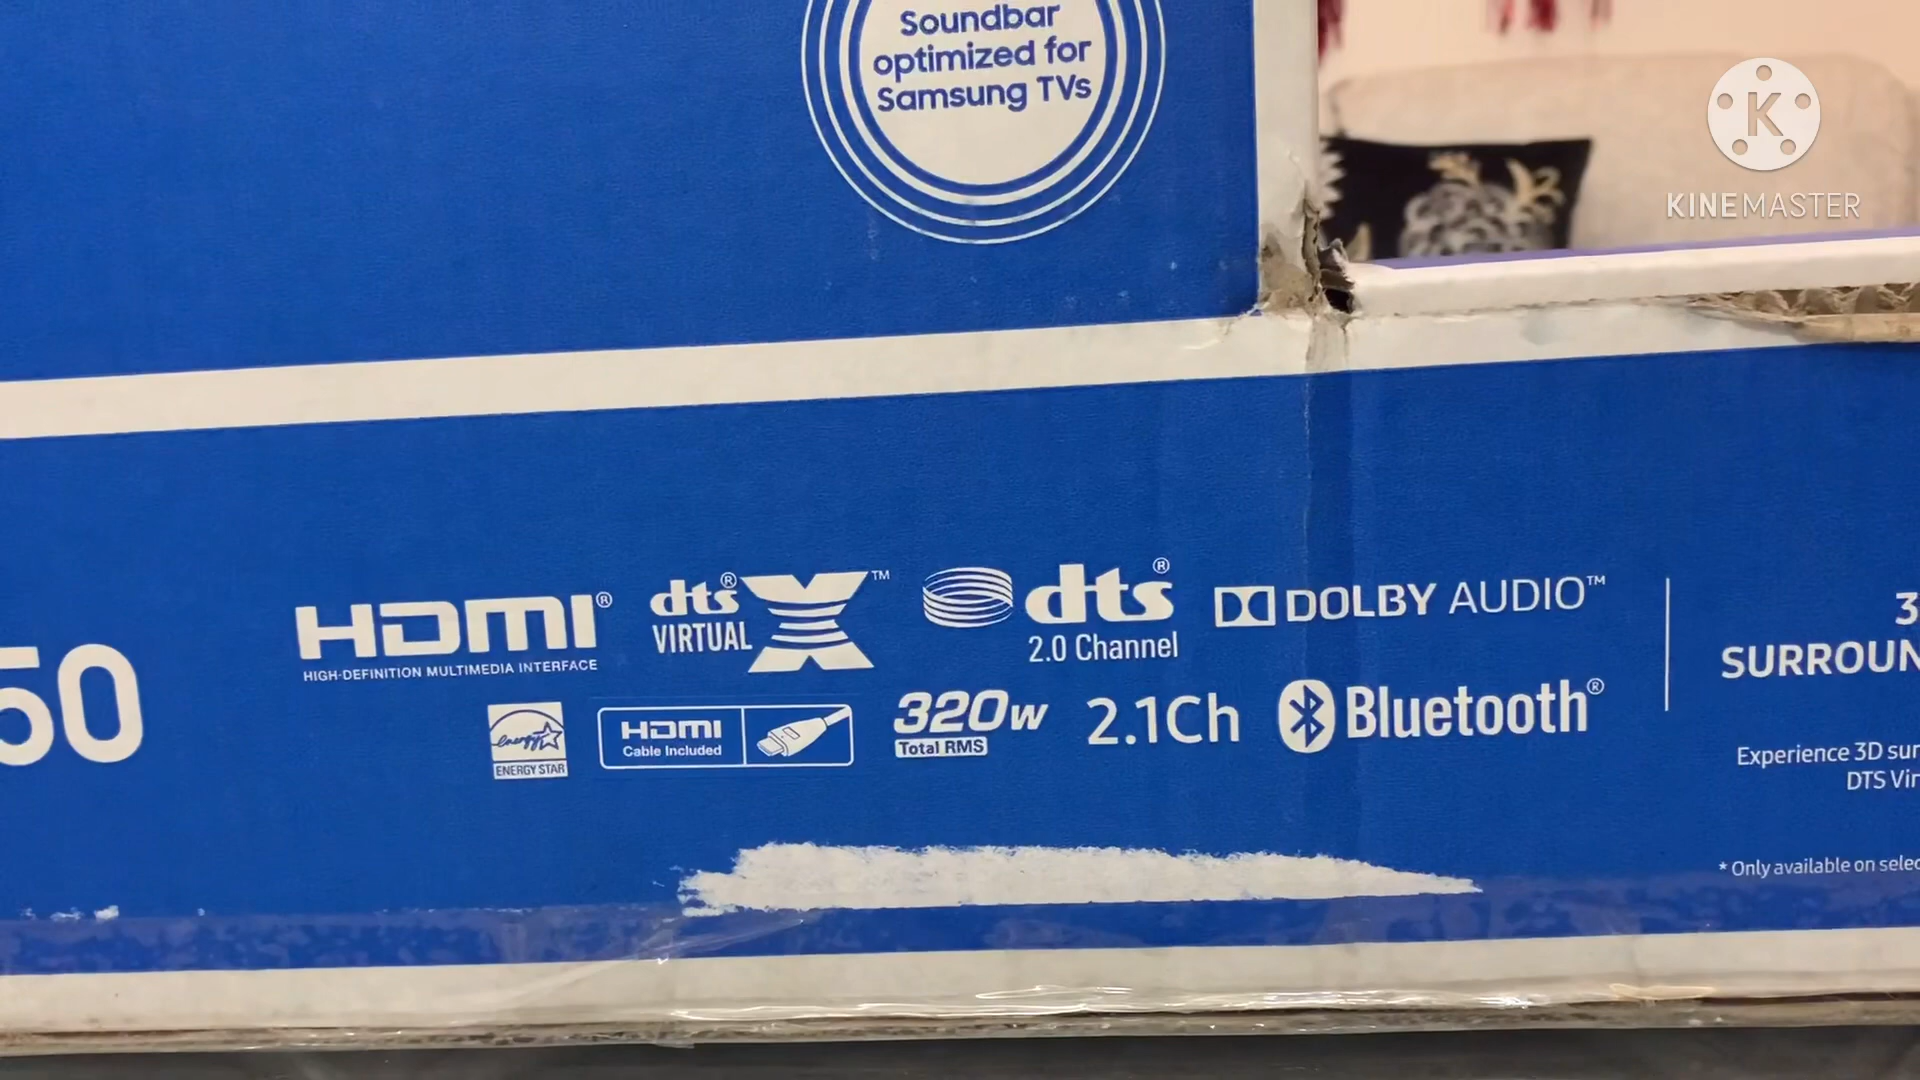 Soundbar
optimized for
Samsung TVs
K
KINEMASTER
50
HDMI®
HIGH-DEFINITION MULTIMEDIA INTERFACE
dts® X™
VIRTUAL
dts®
2.0 Channel
DOLBY AUDIO™
energy
ENERGY STAR
HDMI
Cable Included
320W
Total RMS
2.1Ch
Bluetooth®
3
SURROUN
Experience 3D sur
DTS Vir
* Only available on selec